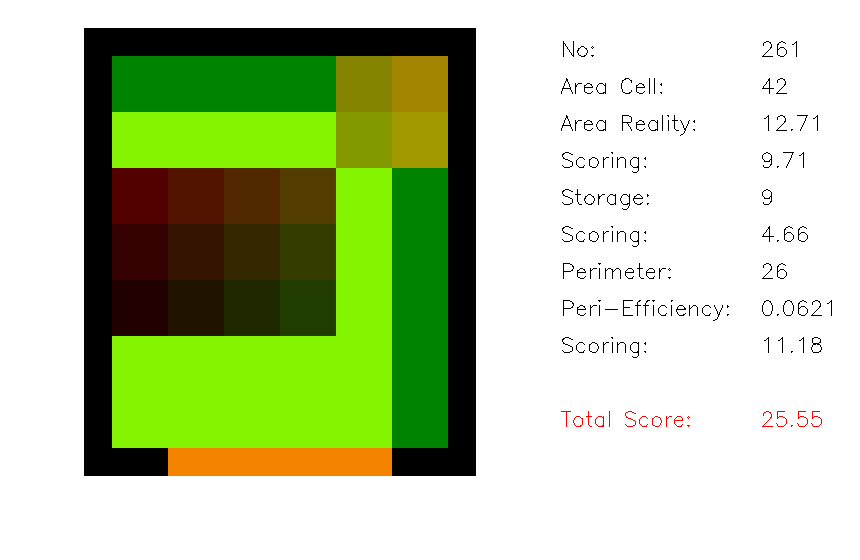 No: 261
Area Cell: 42
Area Reality: 12.71
Scoring: 9.71
Storage: 9
Scoring: 4.66
Perimeter: 26
Peri-Efficiency: 0.0621
Scoring: 11.18
Total Score: 25.55